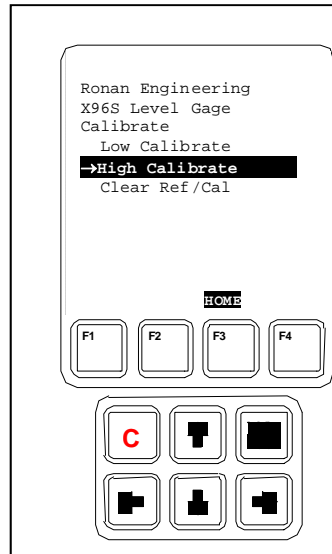 Ronan Engineering
X96S Level Gage
Calibrate
Low Calibrate
→High Calibrate
Clear Ref/Cal
HOME
F1 F2 F3 F4
C